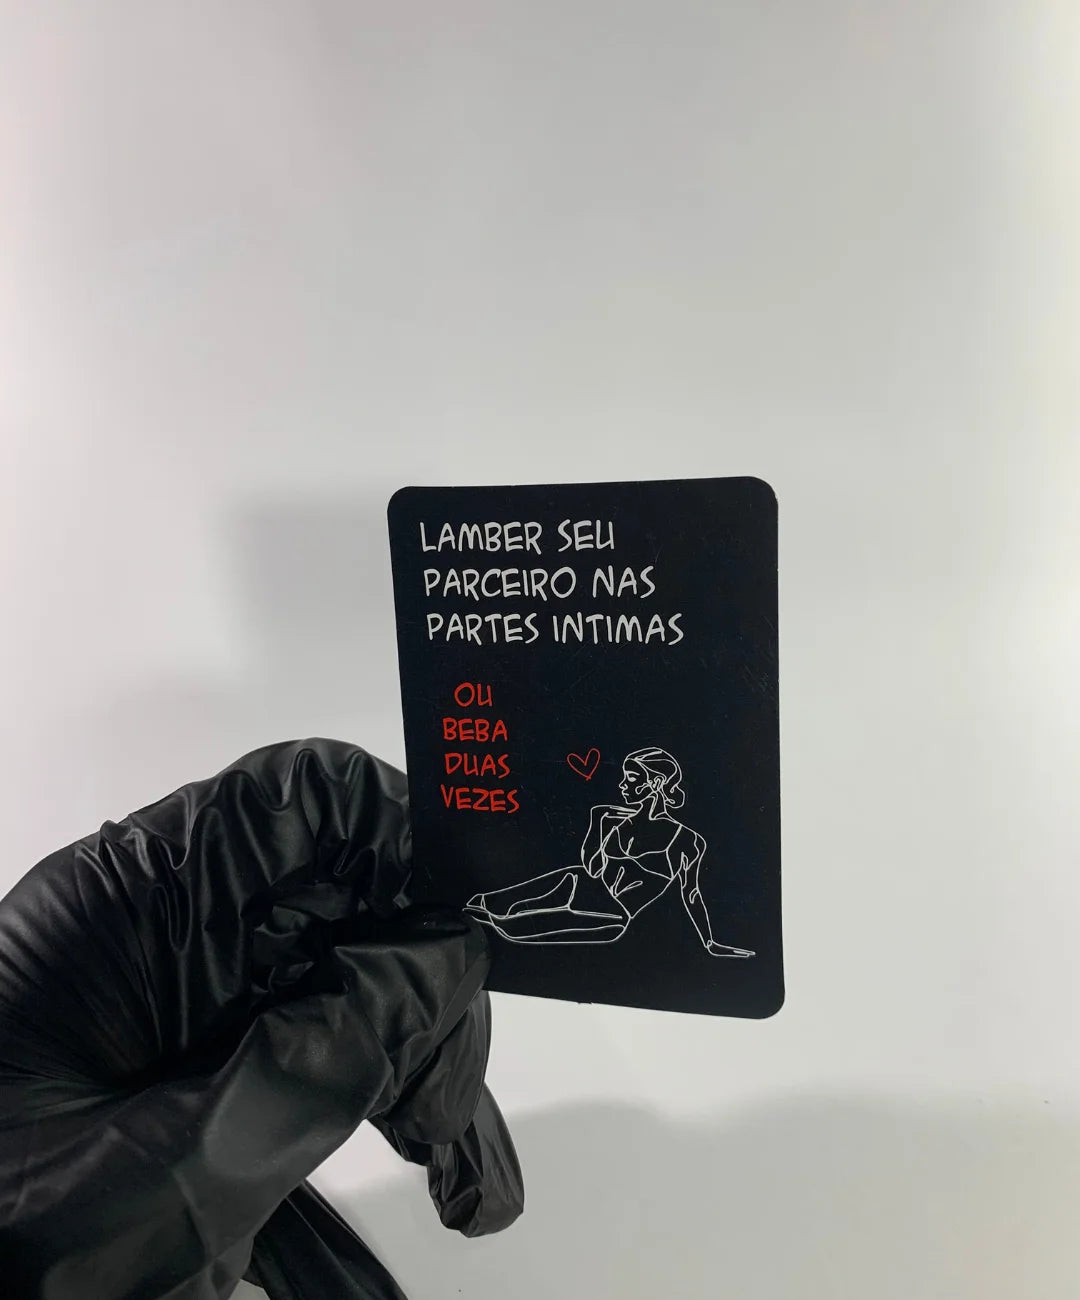 LAMBER SEU
PARCEIRO NAS
PARTES INTIMAS
OU
BEBA
DUAS
VEZES